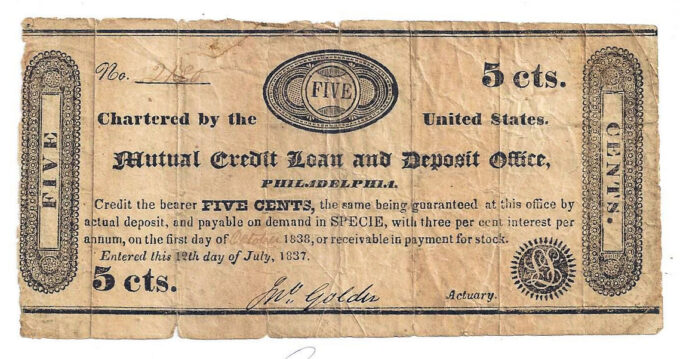 No.
5 cts.
FIVE
Chartered by the United States.
Mutual Credit Loan and Deposit Office,
PHILADELPHIA.
FIVE
CENTS.
Credit the bearer FIVE CENTS, the same being guaranteed at this office by
actual deposit, and payable on demand in SPECIE, with three per cent interest per
annum, on the first day of October 1838, or receivable in payment for stock.
Entered this 12th day of July, 1837.
5 cts.
Jno. Golder
Actuary.